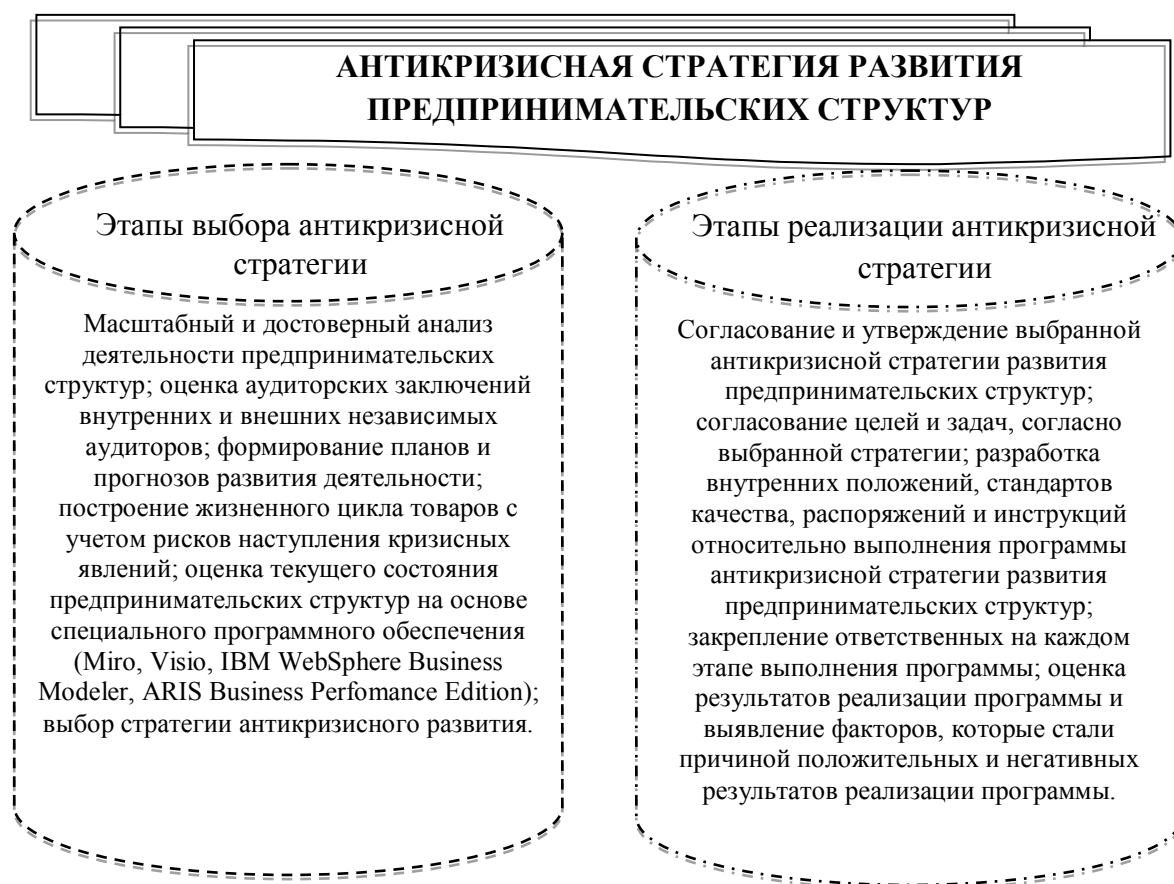 АНТИКРИЗИСНАЯ СТРАТЕГИЯ РАЗВИТИЯ
ПРЕДПРИНИМАТЕЛЬСКИХ СТРУКТУР
Этапы выбора антикризисной
стратегии
Масштабный и достоверный анализ
деятельности предпринимательских
структур; оценка аудиторских заключений
внутренних и внешних независимых
аудиторов; формирование планов и
прогнозов развития деятельности;
построение жизненного цикла товаров с
учетом рисков наступления кризисных
явлений; оценка текущего состояния
предпринимательских структур на основе
специального программного обеспечения
(Miro, Visio, IBM WebSphere Business
Modeler, ARIS Business Perfomance Edition);
выбор стратегии антикризисного развития.
Этапы реализации антикризисной
стратегии
Согласование и утверждение выбранной
антикризисной стратегии развития
предпринимательских структур;
согласование целей и задач, согласно
выбранной стратегии; разработка
внутренних положений, стандартов
качества, распоряжений и инструкций
относительно выполнения программы
антикризисной стратегии развития
предпринимательских структур;
закрепление ответственных на каждом
этапе выполнения программы; оценка
результатов реализации программы и
выявление факторов, которые стали
причиной положительных и негативных
результатов реализации программы.